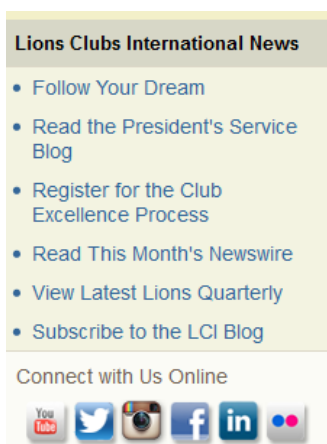 Lions Clubs International News
• Follow Your Dream
• Read the President's Service
Blog
• Register for the Club
Excellence Process
• Read This Month's Newswire
• View Latest Lions Quarterly
• Subscribe to the LCI Blog
Connect with Us Online
You
Tube
f
in